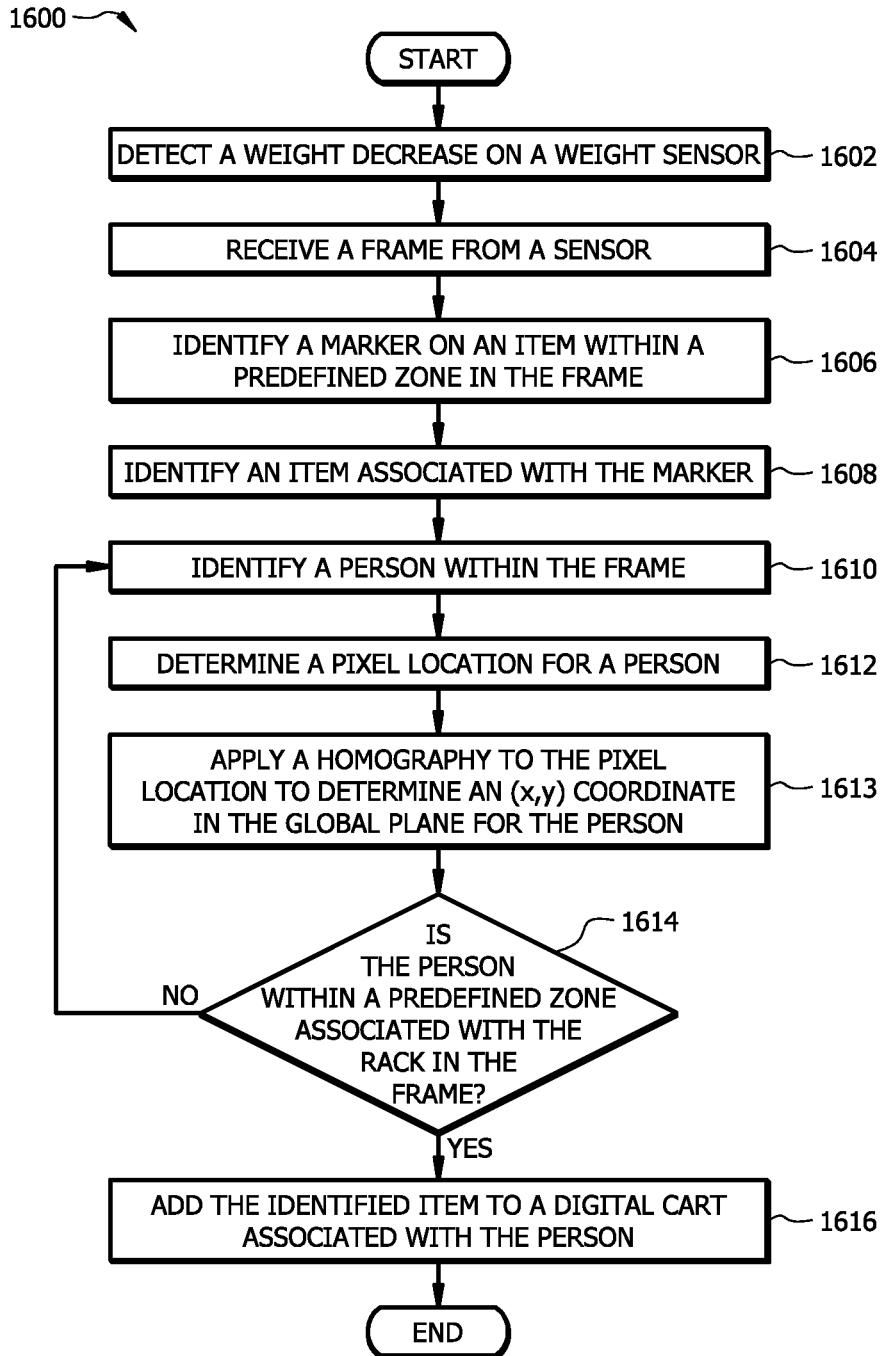 1600
START
DETECT A WEIGHT DECREASE ON A WEIGHT SENSOR
1602
RECEIVE A FRAME FROM A SENSOR
1604
IDENTIFY A MARKER ON AN ITEM WITHIN A
PREDEFINED ZONE IN THE FRAME
1606
IDENTIFY AN ITEM ASSOCIATED WITH THE MARKER
1608
IDENTIFY A PERSON WITHIN THE FRAME
1610
DETERMINE A PIXEL LOCATION FOR A PERSON
1612
APPLY A HOMOGRAPHY TO THE PIXEL
LOCATION TO DETERMINE AN (x,y) COORDINATE
IN THE GLOBAL PLANE FOR THE PERSON
1613
IS
THE PERSON
WITHIN A PREDEFINED ZONE
ASSOCIATED WITH THE
RACK IN THE
FRAME?
1614
NO
YES
ADD THE IDENTIFIED ITEM TO A DIGITAL CART
ASSOCIATED WITH THE PERSON
1616
END